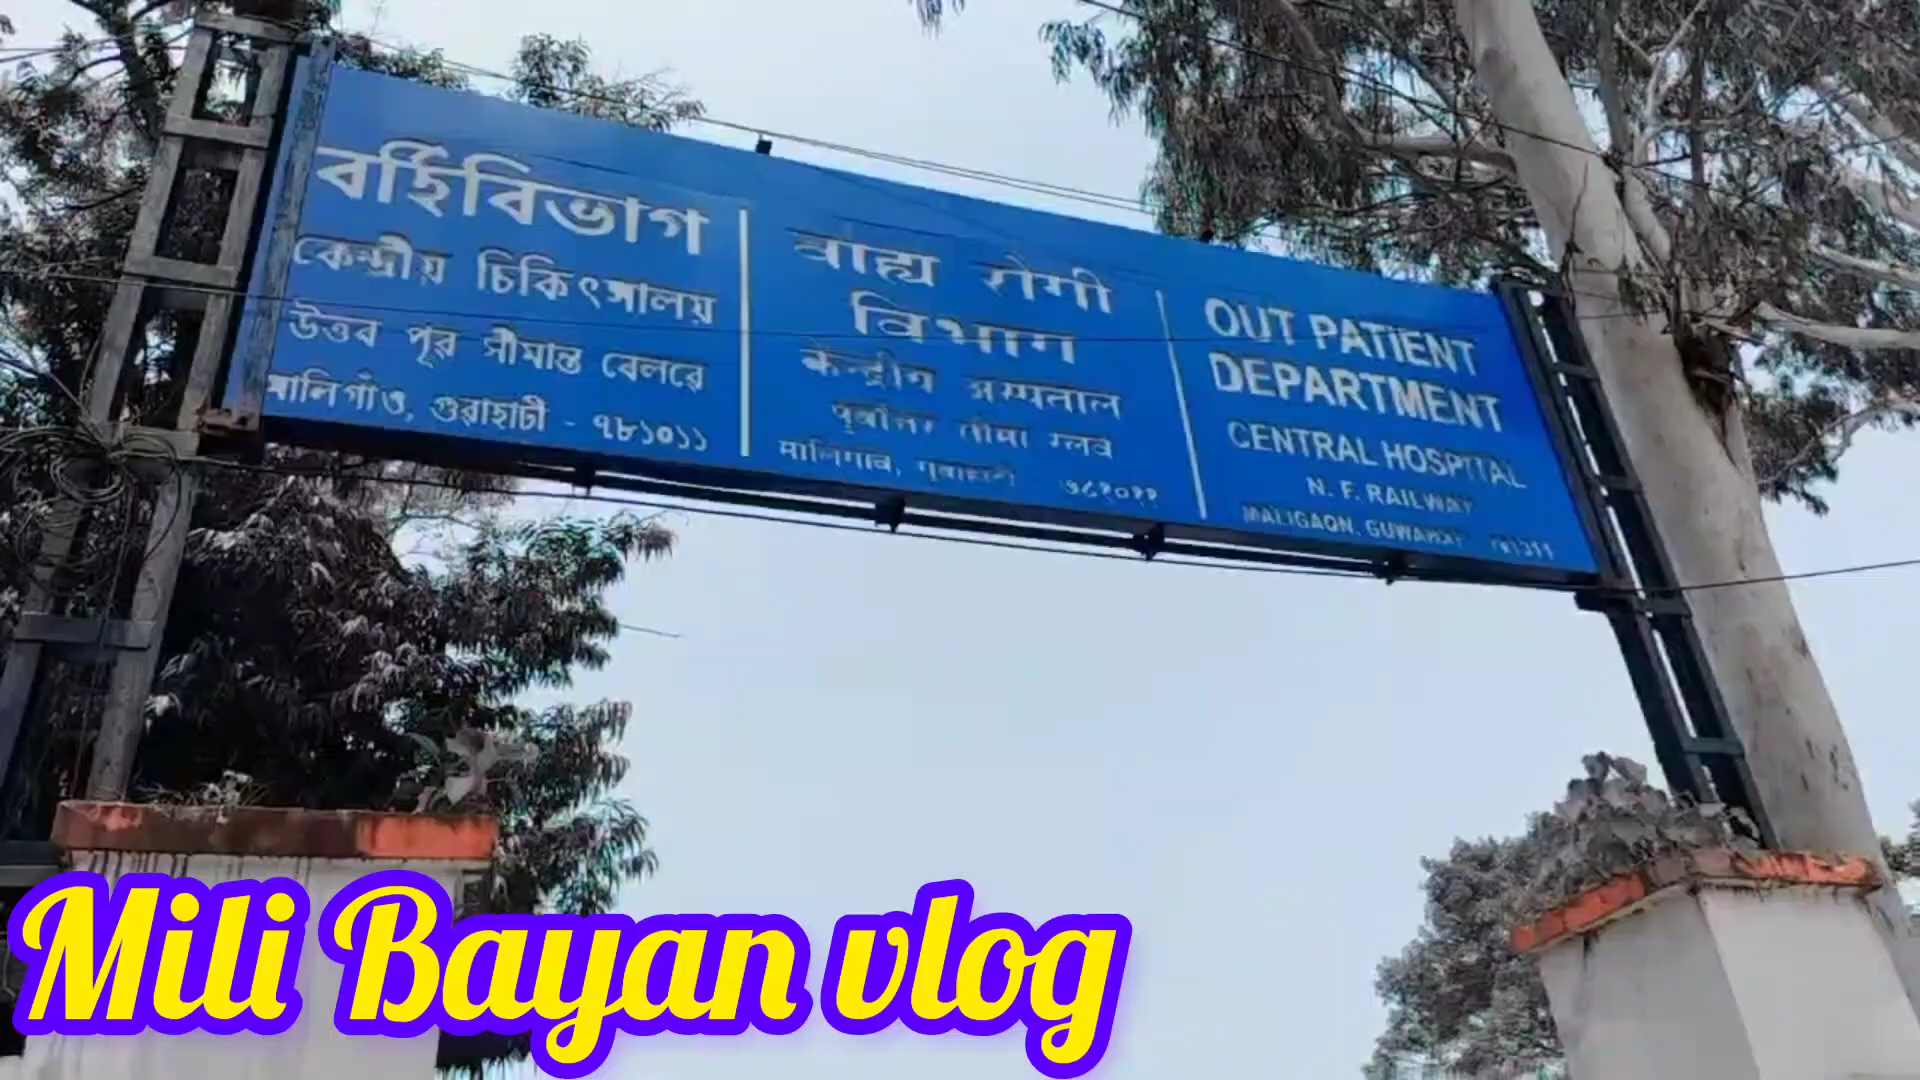 বৰ্হিবিভাগ
কেন্দ্ৰীয় চিকিৎসালয়
উত্তৰ পূৱ সীমান্ত ৰেলৱে
মালিগাঁও, গুৱাহাটী - ৭৮১০১১
बाह्य रोगी
विभाग
केन्द्रीय अस्पताल
मालिगांव,
OUT PATIENT
DEPARTMENT
CENTRAL HOSPITAL
N. F. RAILWAY
MALIGAON, GUWAHATI
Mili Bayan vlog